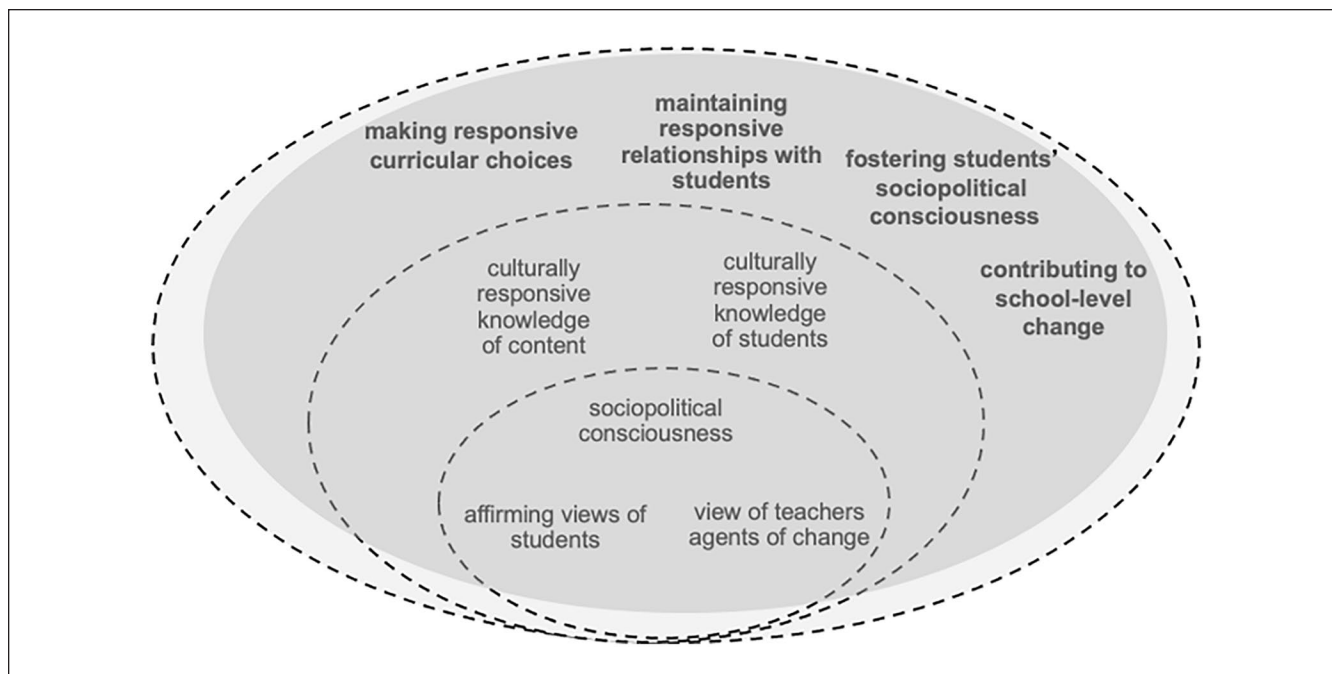 making responsive
curricular choices
maintaining
responsive
relationships with
students
fostering students’
sociopolitical
consciousness
contributing to
school-level
change
culturally
responsive
knowledge
of content
culturally
responsive
knowledge
of students
sociopolitical
consciousness
affirming views of
students
view of teachers
agents of change